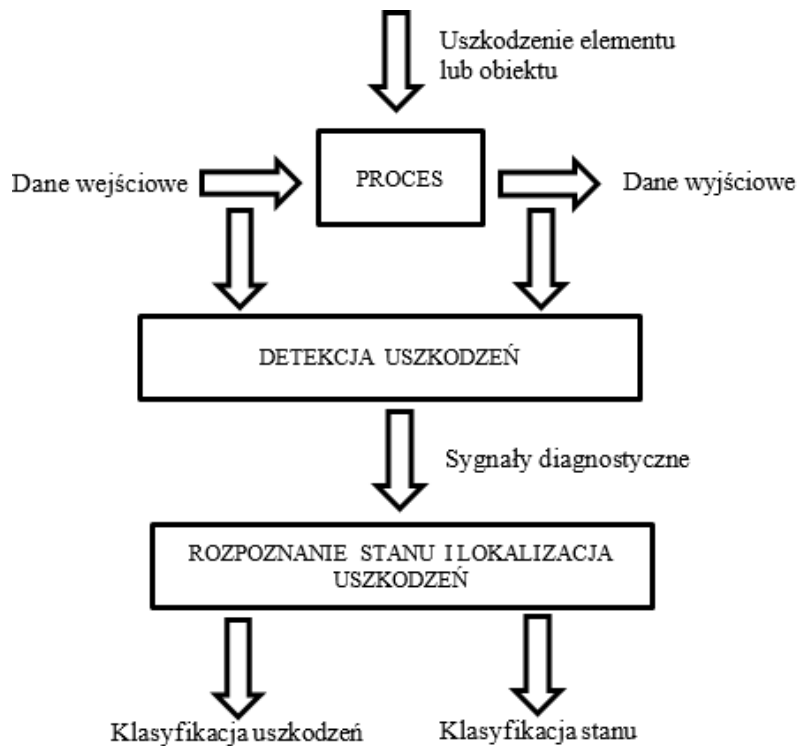 Uszkodzenie elementu
lub obiektu
Dane wejściowe
PROCES
Dane wyjściowe
DETEKCJA USZKODZEŃ
Sygnały diagnostyczne
ROZPOZNANIE STANU I LOKALIZACJA
USZKODZEŃ
Klasyfikacja uszkodzeń
Klasyfikacja stanu